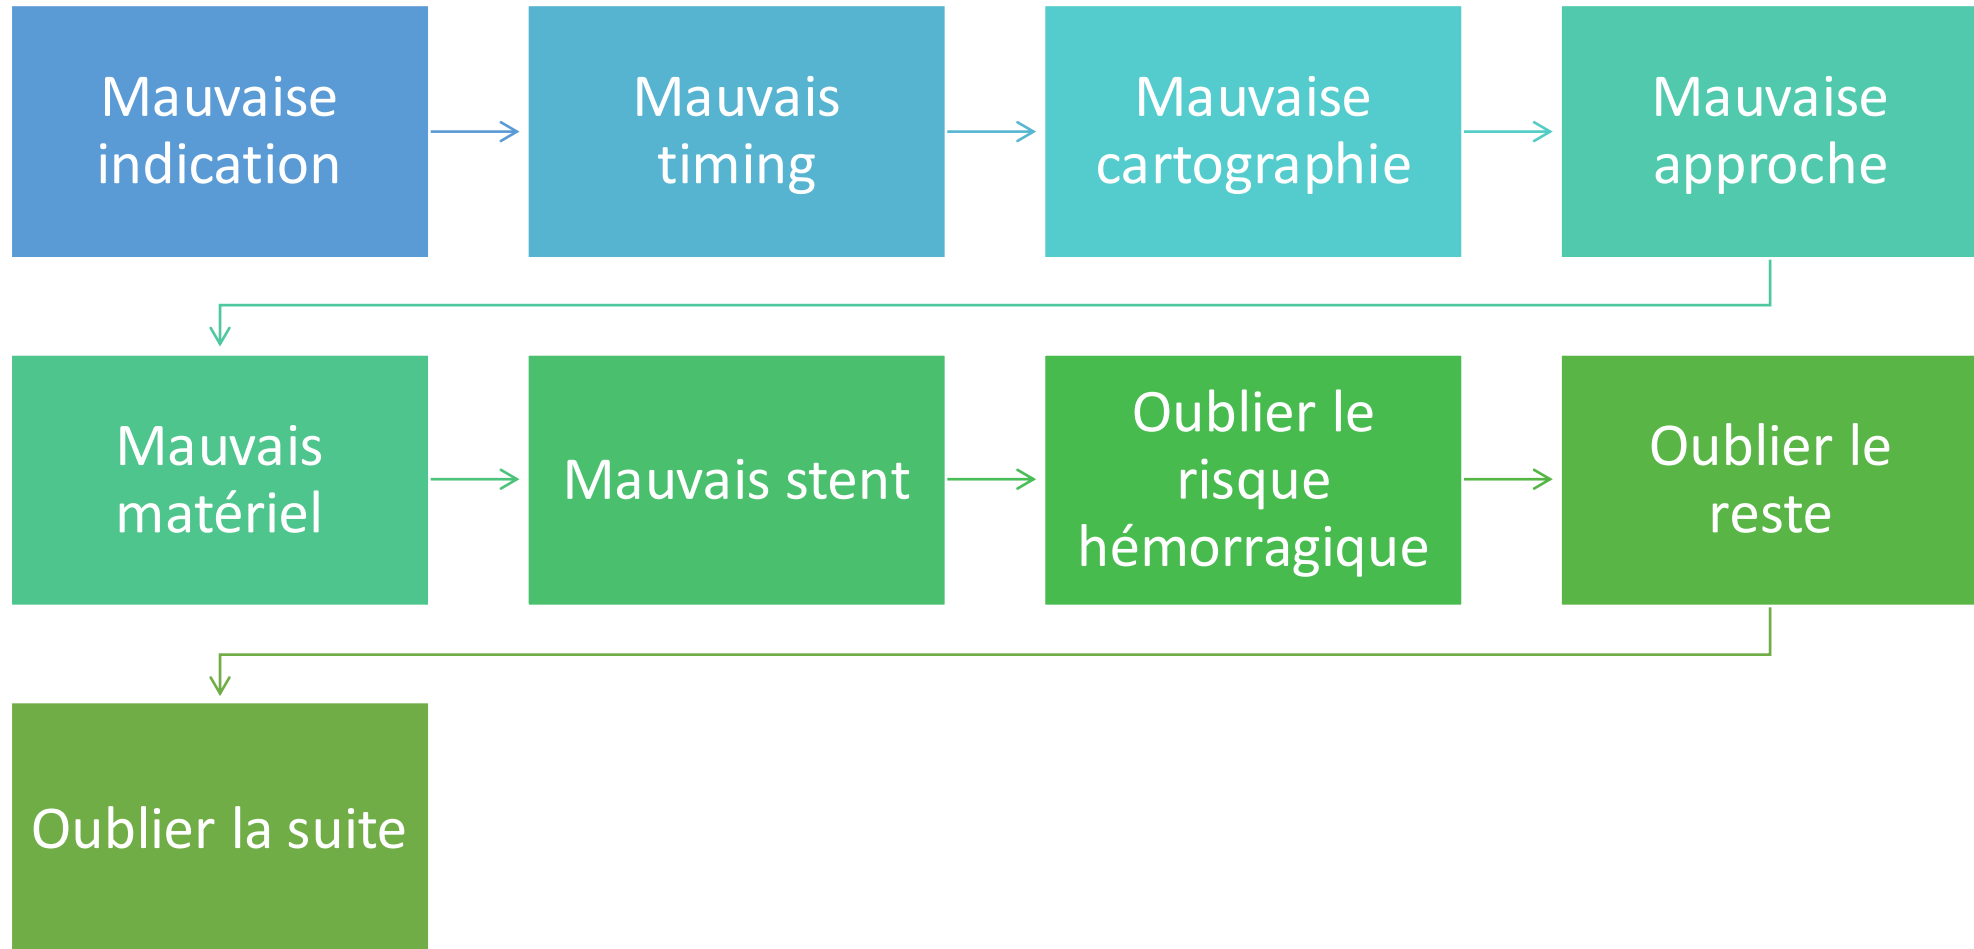 Mauvaise
indication
Mauvais
timing
Mauvaise
cartographie
Mauvaise
approche
Mauvais
matériel
Mauvais stent
Oublier le
risque
hémorragique
Oublier le
reste
Oublier la suite